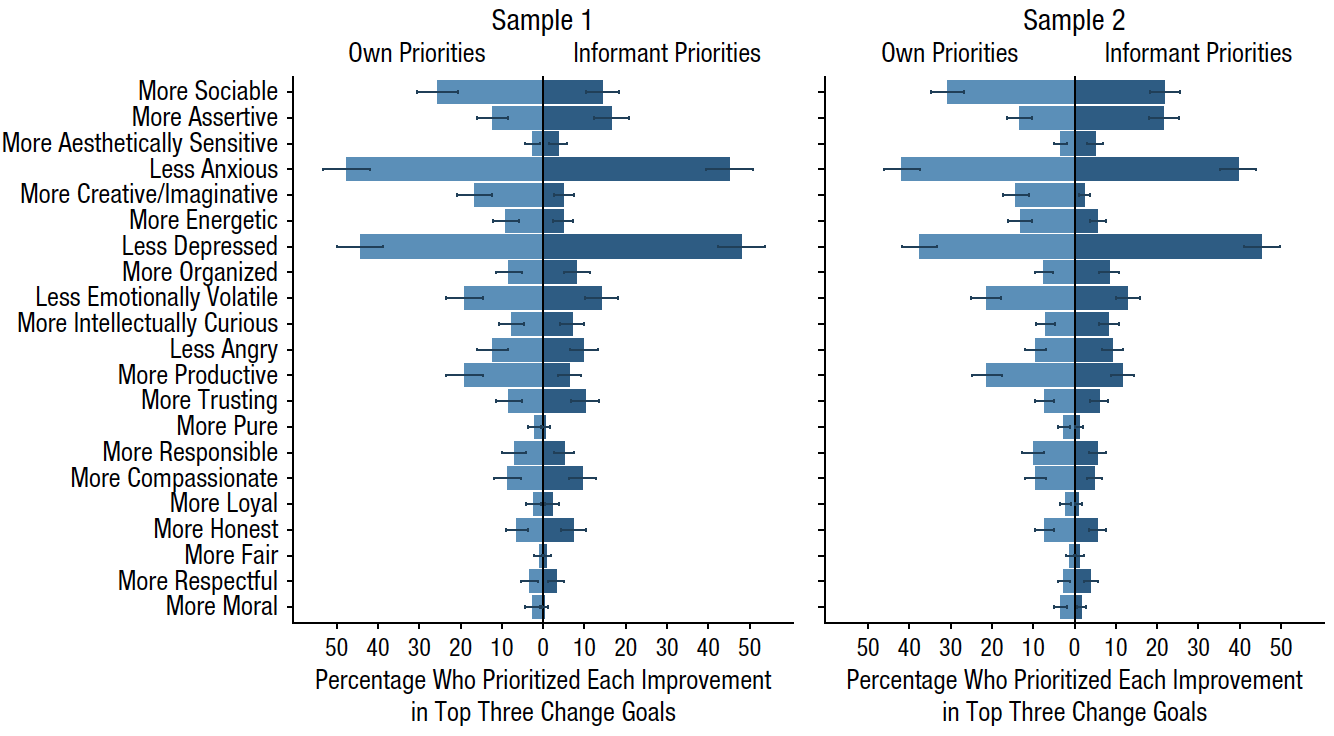 Sample 1
Sample 2
Own Priorities
Informant Priorities
Own Priorities
Informant Priorities
More Sociable
More Assertive
More Aesthetically Sensitive
Less Anxious
More Creative/Imaginative
More Energetic
Less Depressed
More Organized
Less Emotionally Volatile
More Intellectually Curious
Less Angry
More Productive
More Trusting
More Pure
More Responsible
More Compassionate
More Loyal
More Honest
More Fair
More Respectful
More Moral
50 40 30 20 10 0 10 20 30 40 50
50 40 30 20 10 0 10 20 30 40 50
Percentage Who Prioritized Each Improvement
in Top Three Change Goals
Percentage Who Prioritized Each Improvement
in Top Three Change Goals